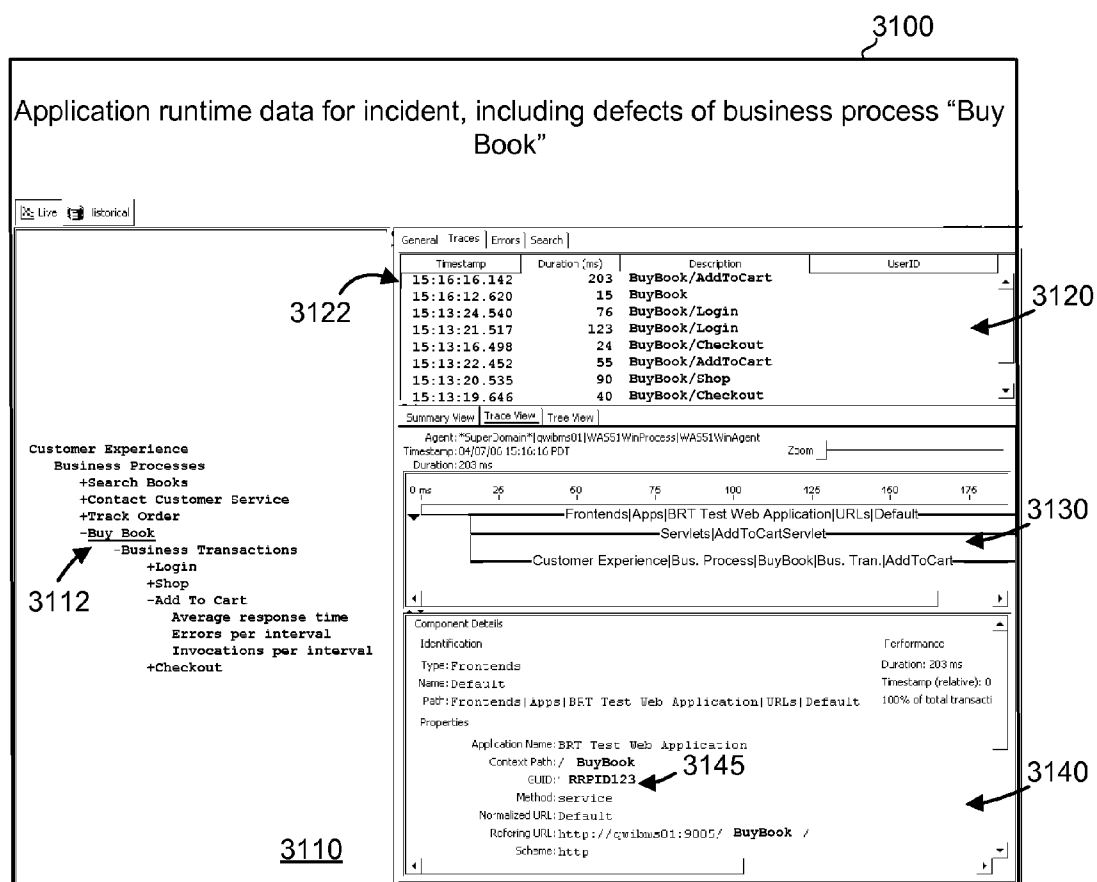 3100
Application runtime data for incident, including defects of business process “Buy
Book”
Live Historical
General Traces Errors Search
Timestamp Duration (ms) Description UserID
15:16:16.142 203 BuyBook/AddToCart
15:16:12.620 15 BuyBook
15:13:24.540 76 BuyBook/Login
15:13:21.517 123 BuyBook/Login
15:13:16.498 24 BuyBook/Checkout
15:13:22.452 55 BuyBook/AddToCart
15:13:20.535 90 BuyBook/Shop
15:13:19.646 40 BuyBook/Checkout
3122
3120
Summary View Trace View Tree View
Agent: *SuperDomain*|qwibms01|WAS51WinProcess|WAS51WinAgent
Timestamp: 04/07/06 15:16:16 PDT
Zoom
Duration: 203 ms
0 ms 25 50 75 100 125 150 175
Frontends|Apps|BRT Test Web Application|URLs|Default
Servlets|AddToCartServlet
Customer Experience|Bus. Process|BuyBook|Bus. Tran.|AddToCart
3130
Customer Experience
Business Processes
+Search Books
+Contact Customer Service
+Track Order
-Buy Book
-Business Transactions
+Login
+Shop
-Add To Cart
Average response time
Errors per interval
Invocations per interval
+Checkout
3112
3110
Component Details
Identification Performance
Type: Frontends Duration: 203 ms
Name: Default Timestamp (relative): 0
Path: Frontends|Apps|BRT Test Web Application|URLs|Default 100% of total transacti
Properties
Application Name: BRT Test Web Application
Context Path: / BuyBook
GUID: RRPID123
3145
Method: service
Normalized URL: Default
Refering URL: http://qwibms01:9005/ BuyBook /
Scheme: http
3140